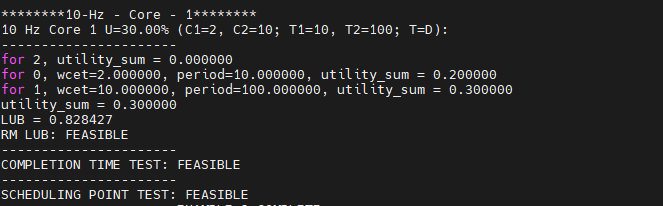 ********10-Hz - Core - 1********
10 Hz Core 1 U=30.00% (C1=2, C2=10; T1=10, T2=100; T=D):
----------------------
for 2, utility_sum = 0.000000
for 0, wcet=2.000000, period=10.000000, utility_sum = 0.200000
for 1, wcet=10.000000, period=100.000000, utility_sum = 0.300000
utility_sum = 0.300000
LUB = 0.828427
RM LUB: FEASIBLE
----------------------
COMPLETION TIME TEST: FEASIBLE
----------------------
SCHEDULING POINT TEST: FEASIBLE